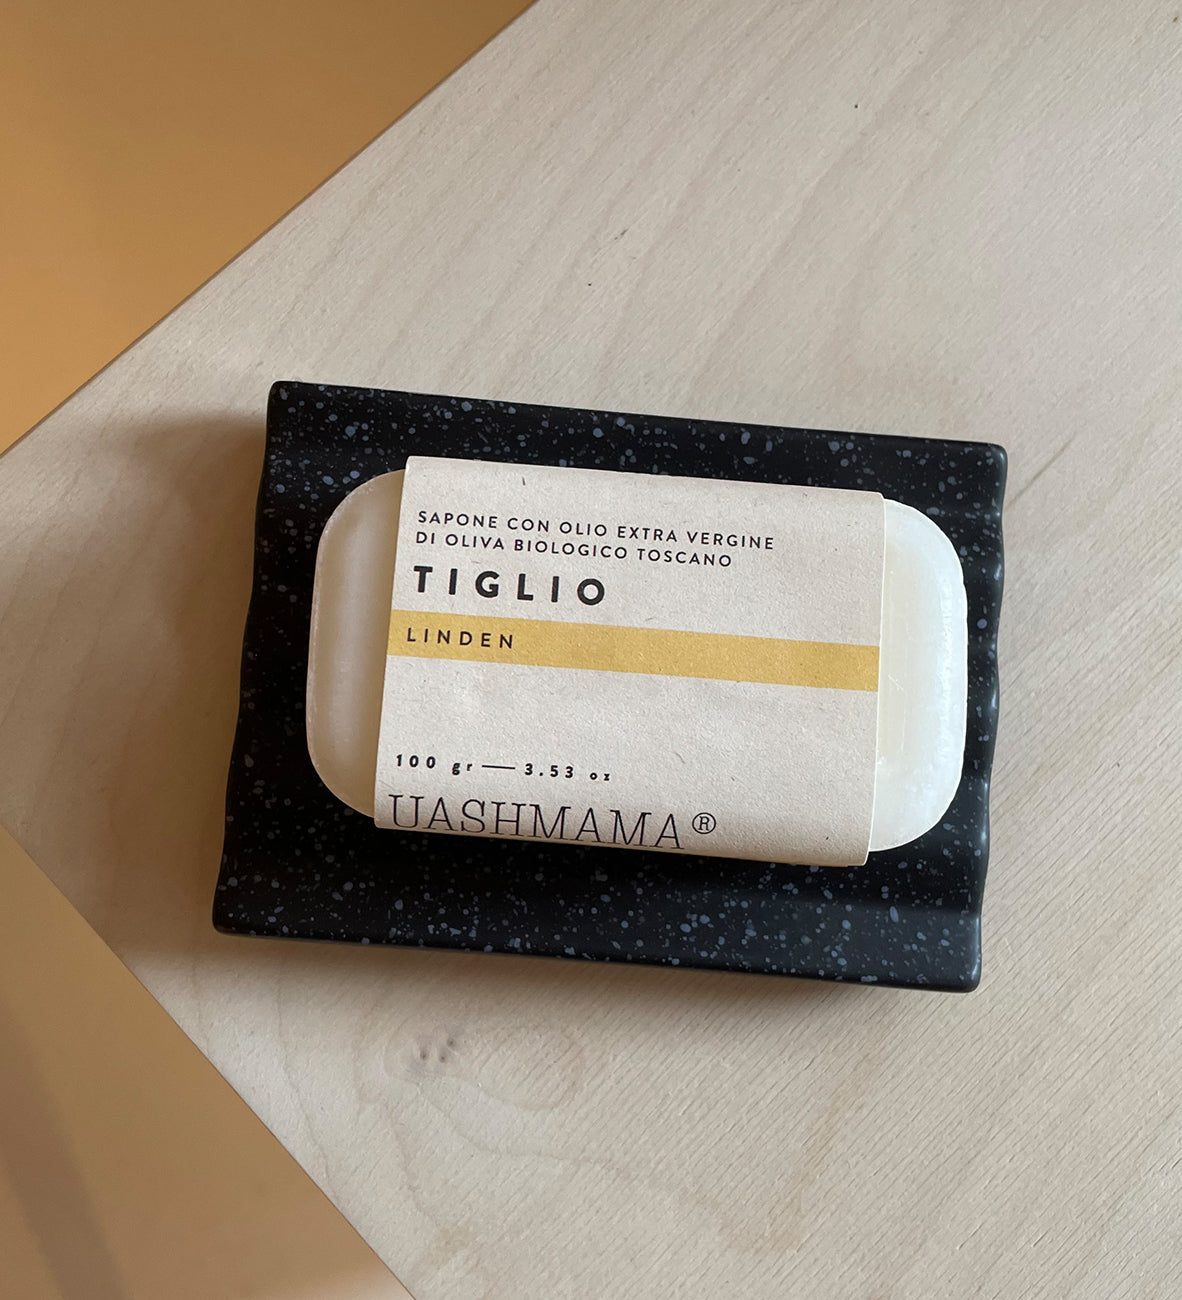 SAPONE CON OLIO EXTRA VERGINE
DI OLIVA BIOLOGICO TOSCANO
TIGLIO
LINDEN
100 gr — 3.53 oz
UASHMAMA®